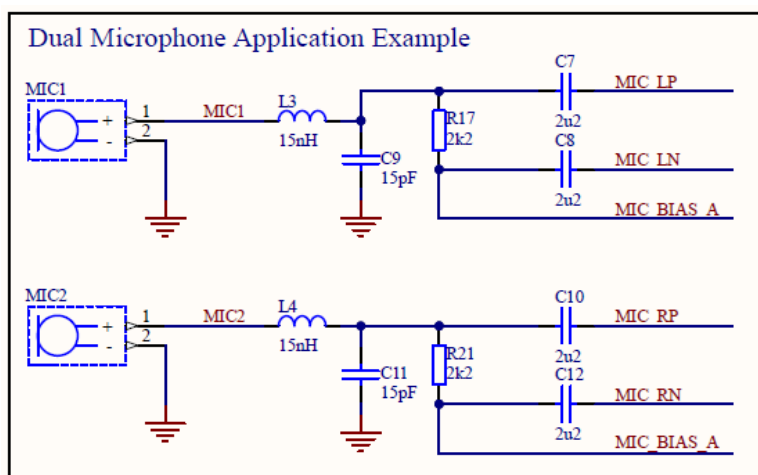 Dual Microphone Application Example
C7
MIC_LP
MIC1
1
L3
+
MIC1
R17
2
-
2k2
2u2
15nH
C8
C9
MIC_LN
15pF
2u2
MIC_BIAS_A
MIC2
C10
1
L4
+
MIC2
MIC_RP
2
-
R21
2k2
2u2
15nH
C12
C11
15pF
MIC_RN
2u2
MIC_BIAS_A